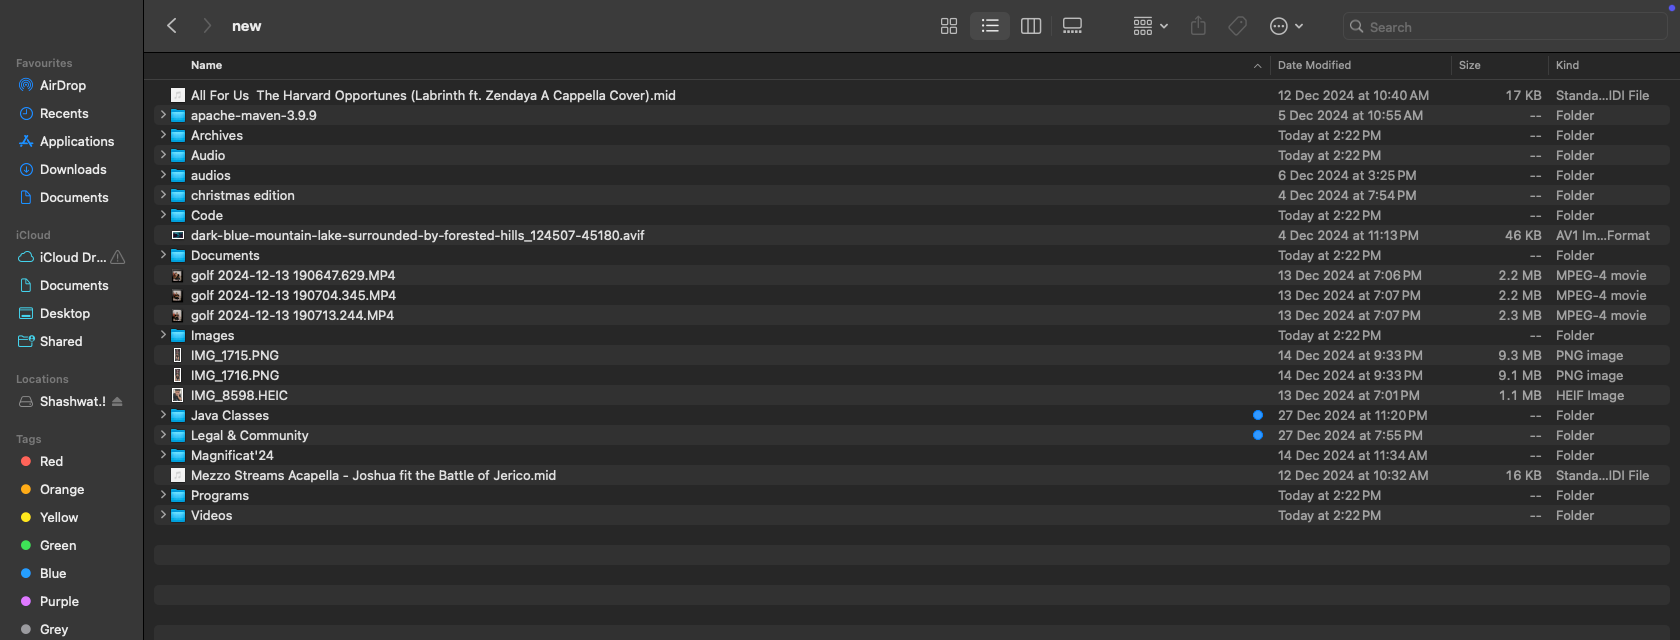 new
Search
Favourites
AirDrop
Recents
Applications
Downloads
Documents
iCloud
iCloud Dr...
Documents
Desktop
Shared
Locations
Shashwat.!
Tags
Red
Orange
Yellow
Green
Blue
Purple
Grey
Name Date Modified Size Kind
All For Us  The Harvard Opportunes (Labrinth ft. Zendaya A Cappella Cover).mid 12 Dec 2024 at 10:40 AM 17 KB Standa...IDI File
apache-maven-3.9.9 5 Dec 2024 at 10:55 AM -- Folder
Archives Today at 2:22 PM -- Folder
Audio Today at 2:22 PM -- Folder
audios 6 Dec 2024 at 3:25 PM -- Folder
christmas edition 4 Dec 2024 at 7:54 PM -- Folder
Code Today at 2:22 PM -- Folder
dark-blue-mountain-lake-surrounded-by-forested-hills_124507-45180.avif 4 Dec 2024 at 11:13 PM 46 KB AV1 Im...Format
Documents Today at 2:22 PM -- Folder
golf 2024-12-13 190647.629.MP4 13 Dec 2024 at 7:06 PM 2.2 MB MPEG-4 movie
golf 2024-12-13 190704.345.MP4 13 Dec 2024 at 7:07 PM 2.2 MB MPEG-4 movie
golf 2024-12-13 190713.244.MP4 13 Dec 2024 at 7:07 PM 2.3 MB MPEG-4 movie
Images Today at 2:22 PM -- Folder
IMG_1715.PNG 14 Dec 2024 at 9:33 PM 9.3 MB PNG image
IMG_1716.PNG 14 Dec 2024 at 9:33 PM 9.1 MB PNG image
IMG_8598.HEIC 13 Dec 2024 at 7:01 PM 1.1 MB HEIF Image
Java Classes 27 Dec 2024 at 11:20 PM -- Folder
Legal & Community 27 Dec 2024 at 7:55 PM -- Folder
Magnificat'24 14 Dec 2024 at 11:34 AM -- Folder
Mezzo Streams Acapella - Joshua fit the Battle of Jerico.mid 12 Dec 2024 at 10:32 AM 16 KB Standa...IDI File
Programs Today at 2:22 PM -- Folder
Videos Today at 2:22 PM -- Folder